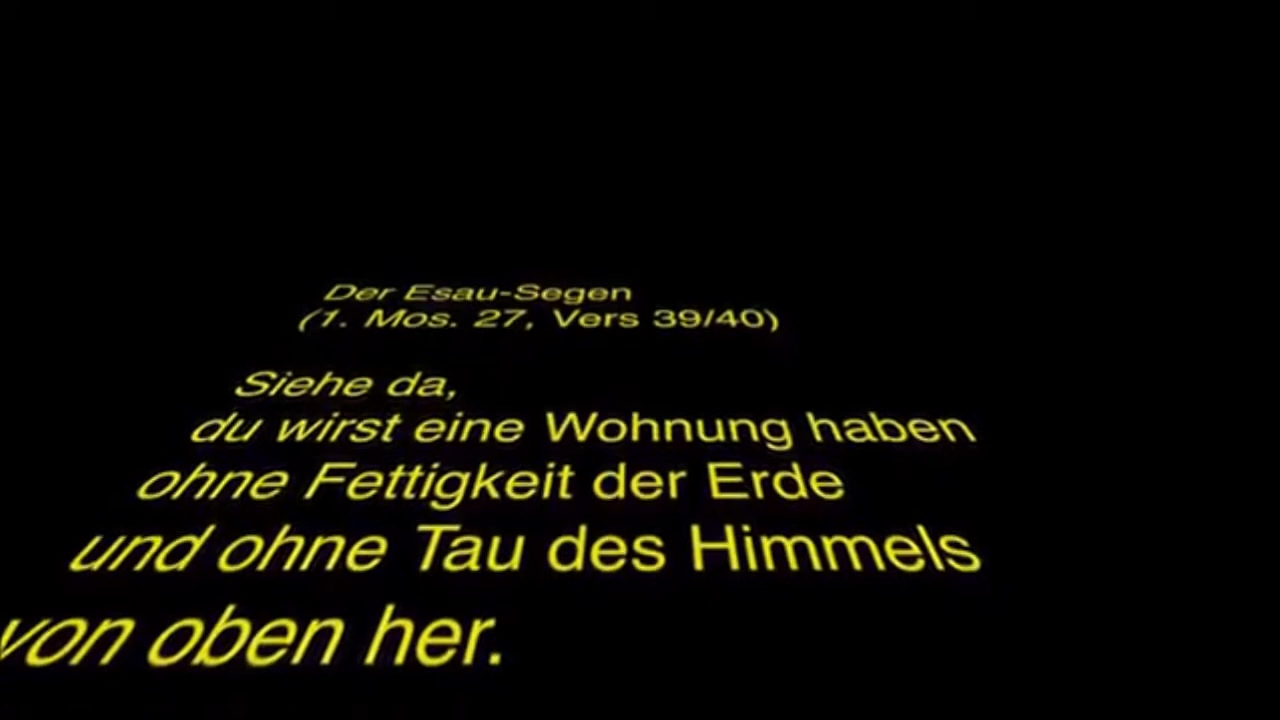 Der Esau-Segen
(1. Mos. 27, Vers 39/40)
Siehe da,
du wirst eine Wohnung haben
ohne Fettigkeit der Erde
und ohne Tau des Himmels
von oben her.